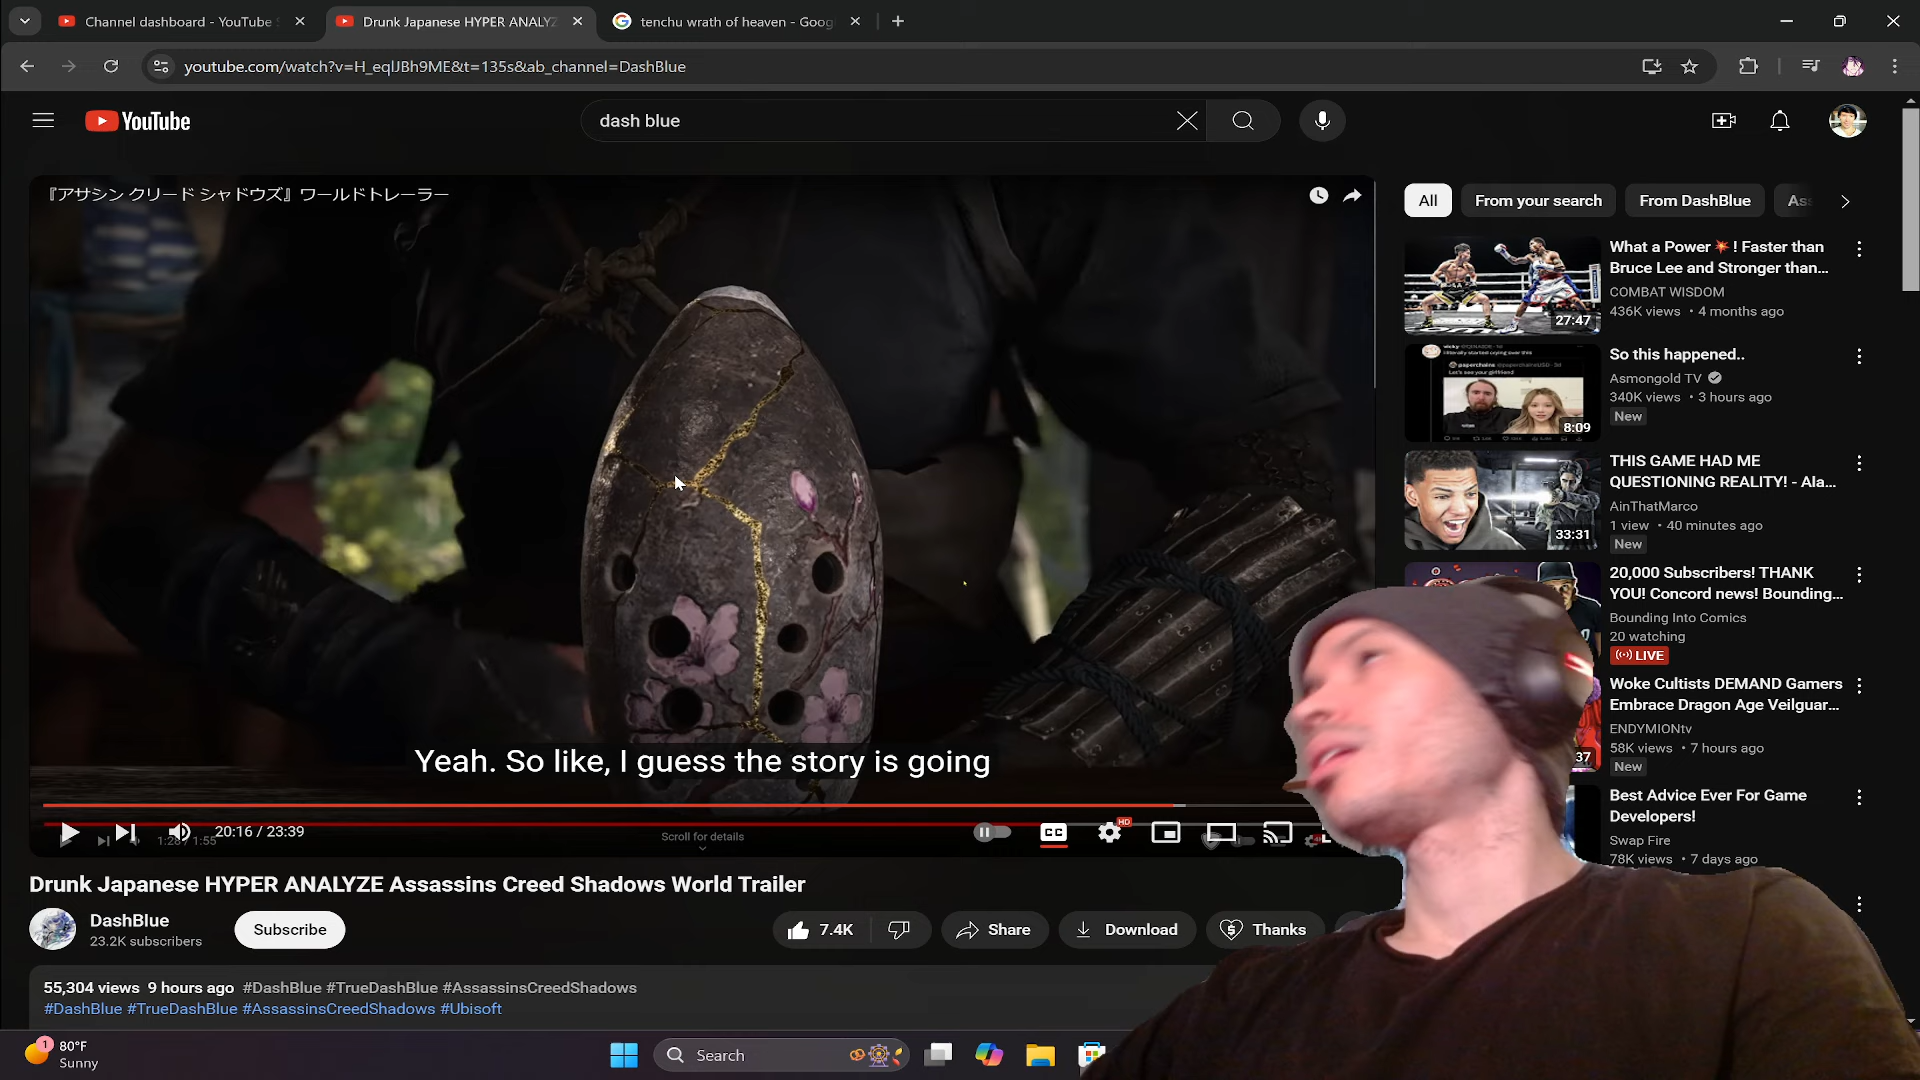 Channel dashboard - YouTube
Drunk Japanese HYPER ANALYZ
tenchu wrath of heaven - Goog
youtube.com/watch?v=H_eqlJBh9ME&t=135s&ab_channel=DashBlue
YouTube
dash blue
『アサシン クリード シャドウズ』ワールドトレーラー
All
From your search
From DashBlue
As
What a Power💥! Faster than
Bruce Lee and Stronger than...
COMBAT WISDOM
436K views • 4 months ago
27:47
So this happened..
Asmongold TV
340K views • 3 hours ago
New
8:09
THIS GAME HAD ME
QUESTIONING REALITY! - Ala...
AinThatMarco
1 view • 40 minutes ago
New
33:31
20,000 Subscribers! THANK
YOU! Concord news! Bounding...
Bounding Into Comics
20 watching
LIVE
Woke Cultists DEMAND Gamers
Embrace Dragon Age Veilguar...
ENDYMIONtv
58K views • 7 hours ago
New
37
Best Advice Ever For Game
Developers!
Swap Fire
78K views • 7 days ago
Yeah. So like, I guess the story is going
20:16 / 23:39
1:28 / 1:55
Scroll for details
CC
HD
Drunk Japanese HYPER ANALYZE Assassins Creed Shadows World Trailer
DashBlue
23.2K subscribers
Subscribe
7.4K
Share
Download
Thanks
55,304 views 9 hours ago #DashBlue #TrueDashBlue #AssassinsCreedShadows
#DashBlue #TrueDashBlue #AssassinsCreedShadows #Ubisoft
1
80°F
Sunny
Search